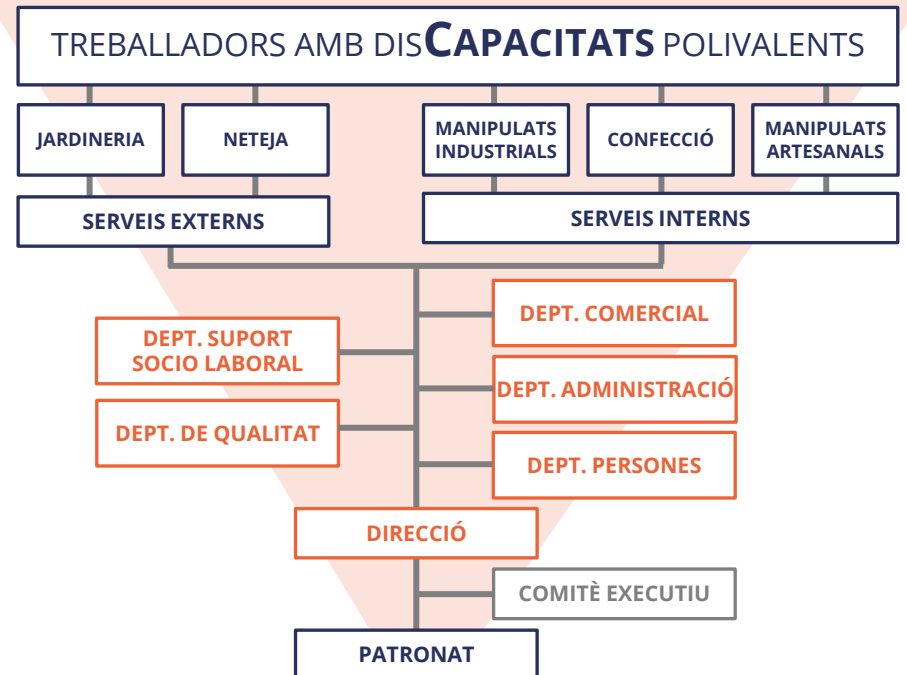 TREBALLADORS AMB DISCAPACITATS POLIVALENTS
JARDINERIA
NETEJA
MANIPULATS
INDUSTRIALS
CONFECCIÓ
MANIPULATS
ARTESANALS
SERVEIS EXTERNS
SERVEIS INTERNS
DEPT. COMERCIAL
DEPT. SUPORT
SOCIO LABORAL
DEPT. ADMINISTRACIÓ
DEPT. DE QUALITAT
DEPT. PERSONES
DIRECCIÓ
COMITÈ EXECUTIU
PATRONAT